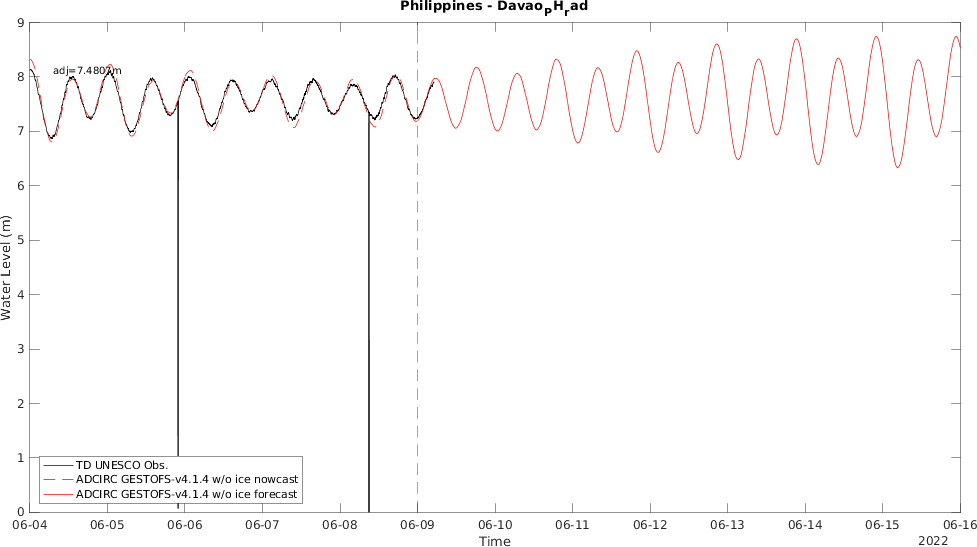 Philippines - DavaoPHrad
9
8
7
6
5
4
3
2
1
0
Water Level (m)
adj=7.4807m
TD UNESCO Obs.
ADCIRC GESTOFS-v4.1.4 w/o ice nowcast
ADCIRC GESTOFS-v4.1.4 w/o ice forecast
06-04 06-05 06-06 06-07 06-08 06-09 06-10 06-11 06-12 06-13 06-14 06-15 06-16
Time
2022